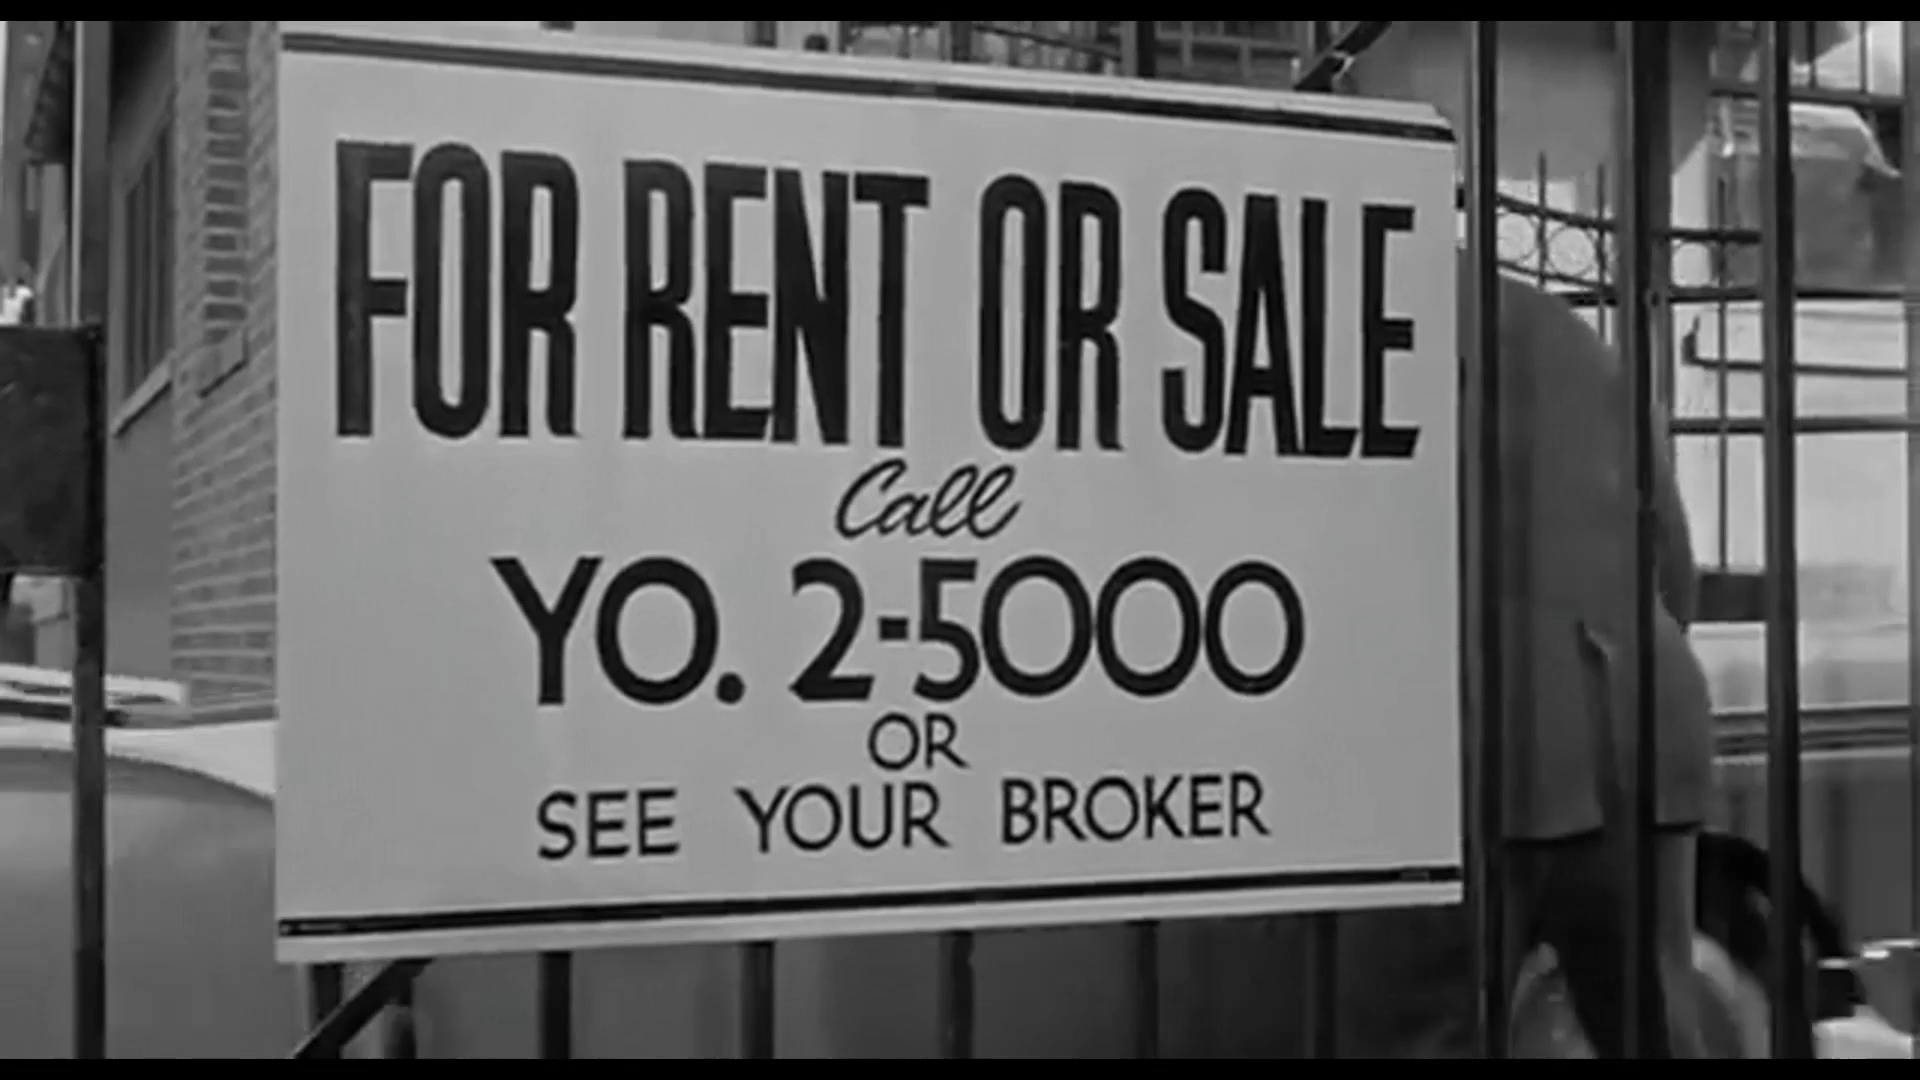 FOR RENT OR SALE
Call
YO. 2-5000
OR
SEE YOUR BROKER